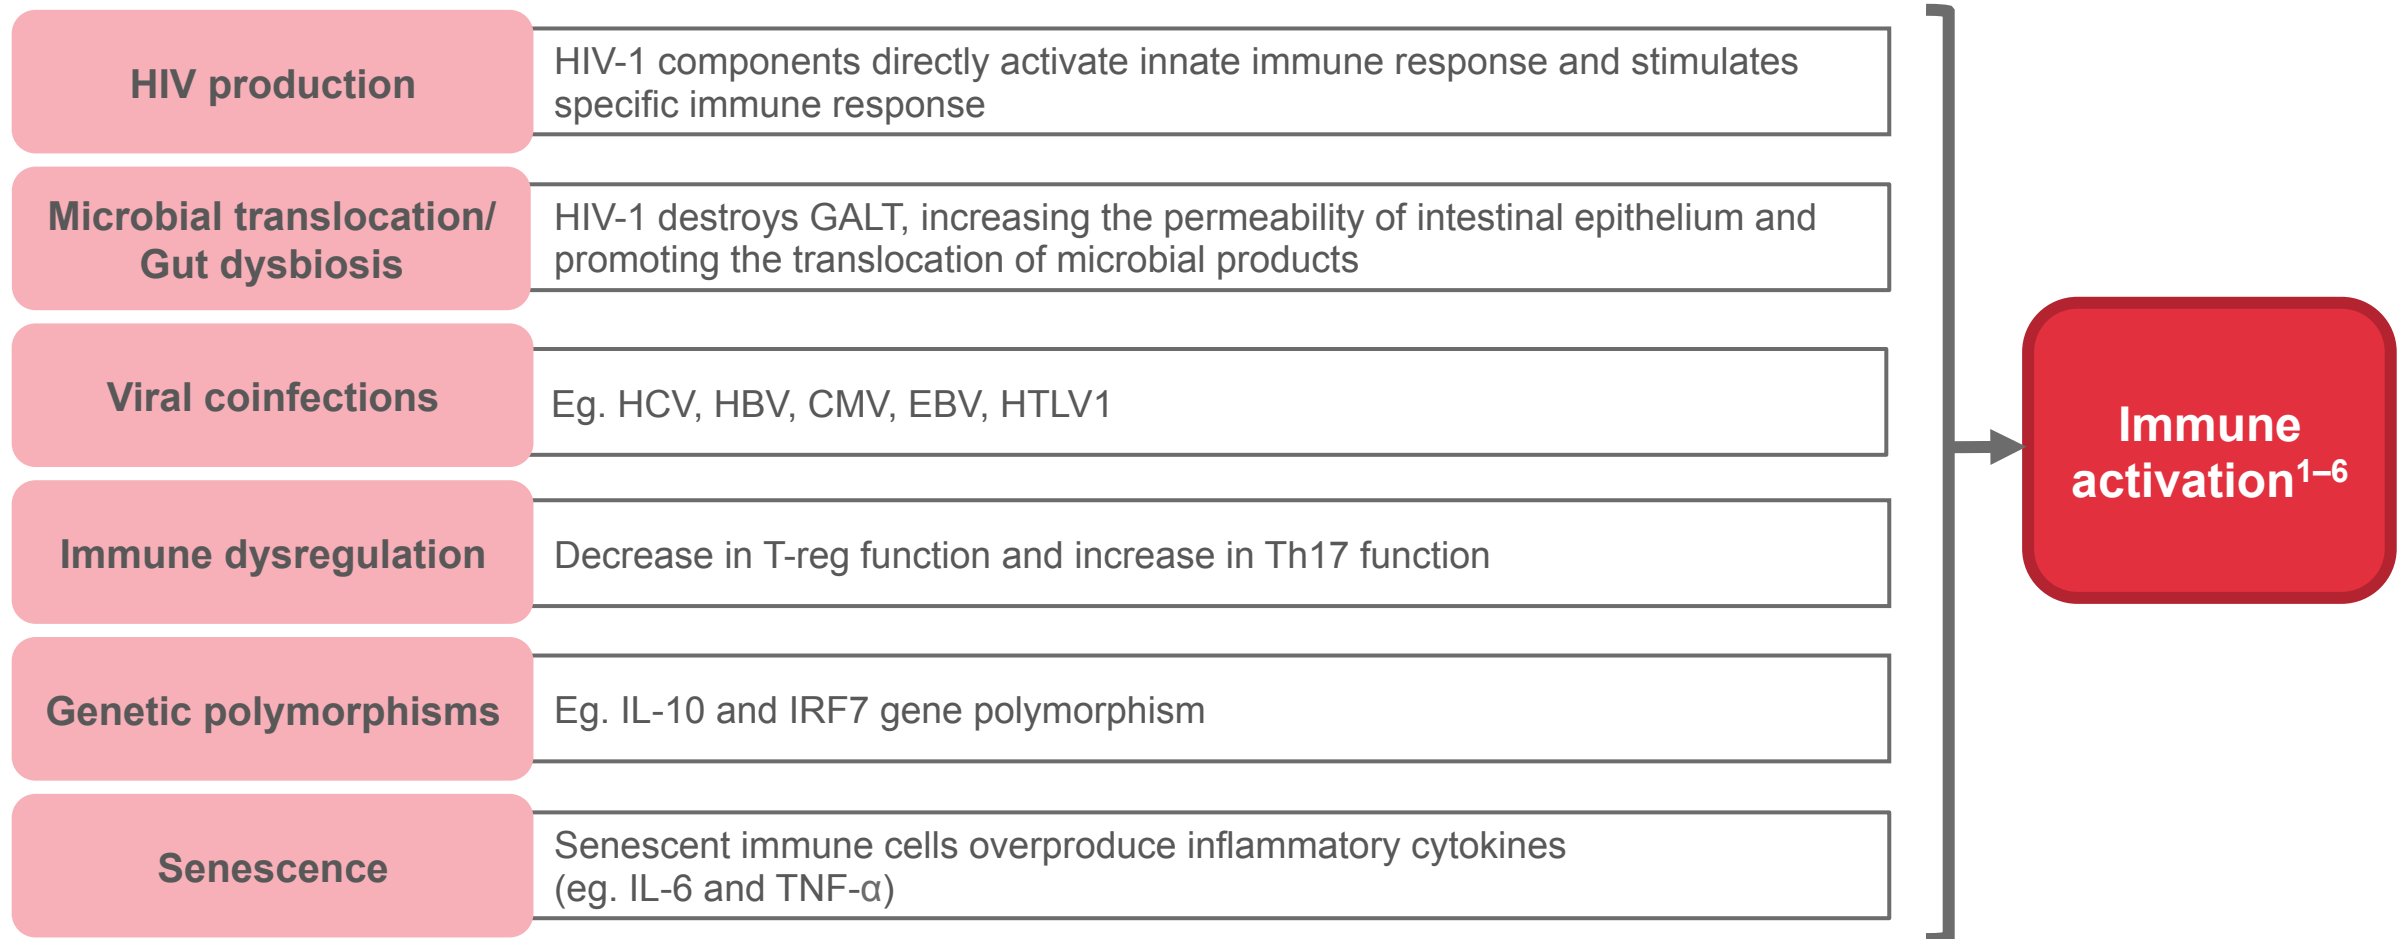 HIV production
HIV-1 components directly activate innate immune response and stimulates
specific immune response
Microbial translocation/
Gut dysbiosis
HIV-1 destroys GALT, increasing the permeability of intestinal epithelium and
promoting the translocation of microbial products
Viral coinfections
Eg. HCV, HBV, CMV, EBV, HTLV1
Immune dysregulation
Decrease in T-reg function and increase in Th17 function
Genetic polymorphisms
Eg. IL-10 and IRF7 gene polymorphism
Senescence
Senescent immune cells overproduce inflammatory cytokines
(eg. IL-6 and TNF-α)
Immune
activation¹⁻⁶